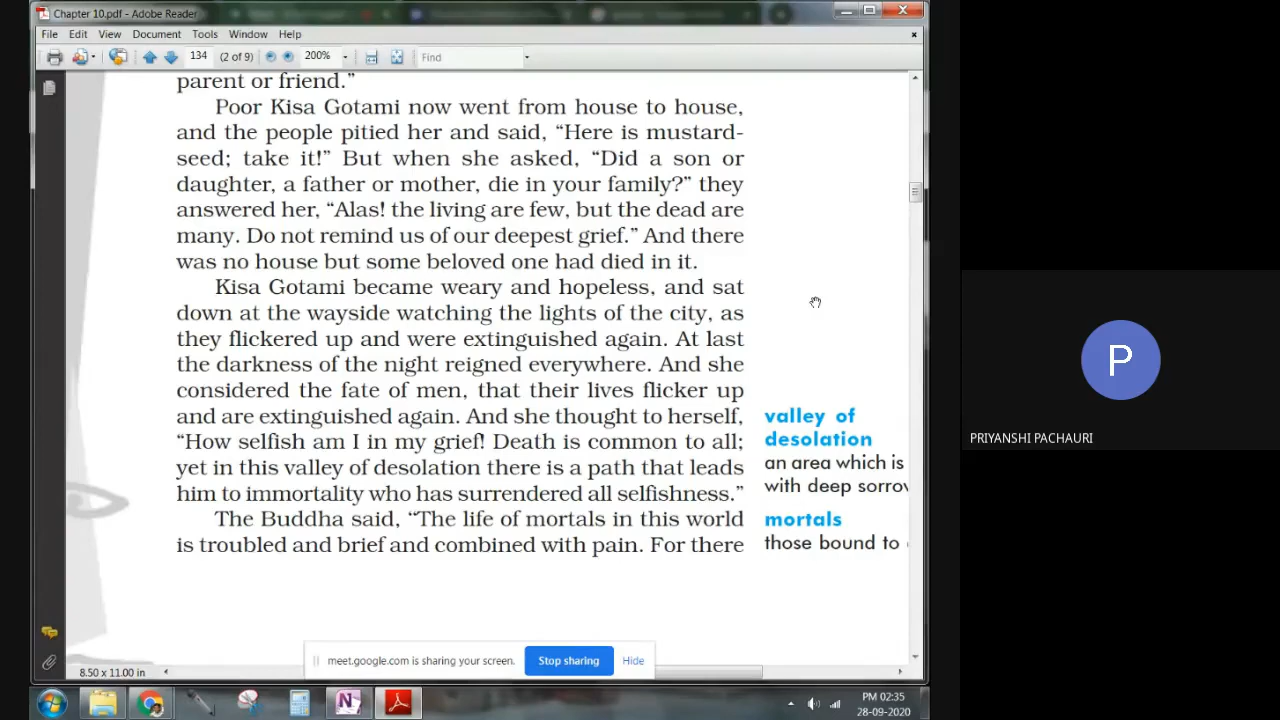 Chapter 10.pdf - Adobe Reader
File Edit View Document Tools Window Help
134 (2 of 9) 200% Find
parent or friend.”
Poor Kisa Gotami now went from house to house,
and the people pitied her and said, “Here is mustard-
seed; take it!” But when she asked, “Did a son or
daughter, a father or mother, die in your family?” they
answered her, “Alas! the living are few, but the dead are
many. Do not remind us of our deepest grief.” And there
was no house but some beloved one had died in it.
Kisa Gotami became weary and hopeless, and sat
down at the wayside watching the lights of the city, as
they flickered up and were extinguished again. At last
the darkness of the night reigned everywhere. And she
considered the fate of men, that their lives flicker up
and are extinguished again. And she thought to herself,
“How selfish am I in my grief! Death is common to all;
yet in this valley of desolation there is a path that leads
him to immortality who has surrendered all selfishness.”
The Buddha said, “The life of mortals in this world
is troubled and brief and combined with pain. For there
valley of
desolation
an area which is
with deep sorrow
mortals
those bound to
8.50 x 11.00 in
meet.google.com is sharing your screen. Stop sharing Hide
PM 02:35
28-09-2020
P
PRIYANSHI PACHAURI